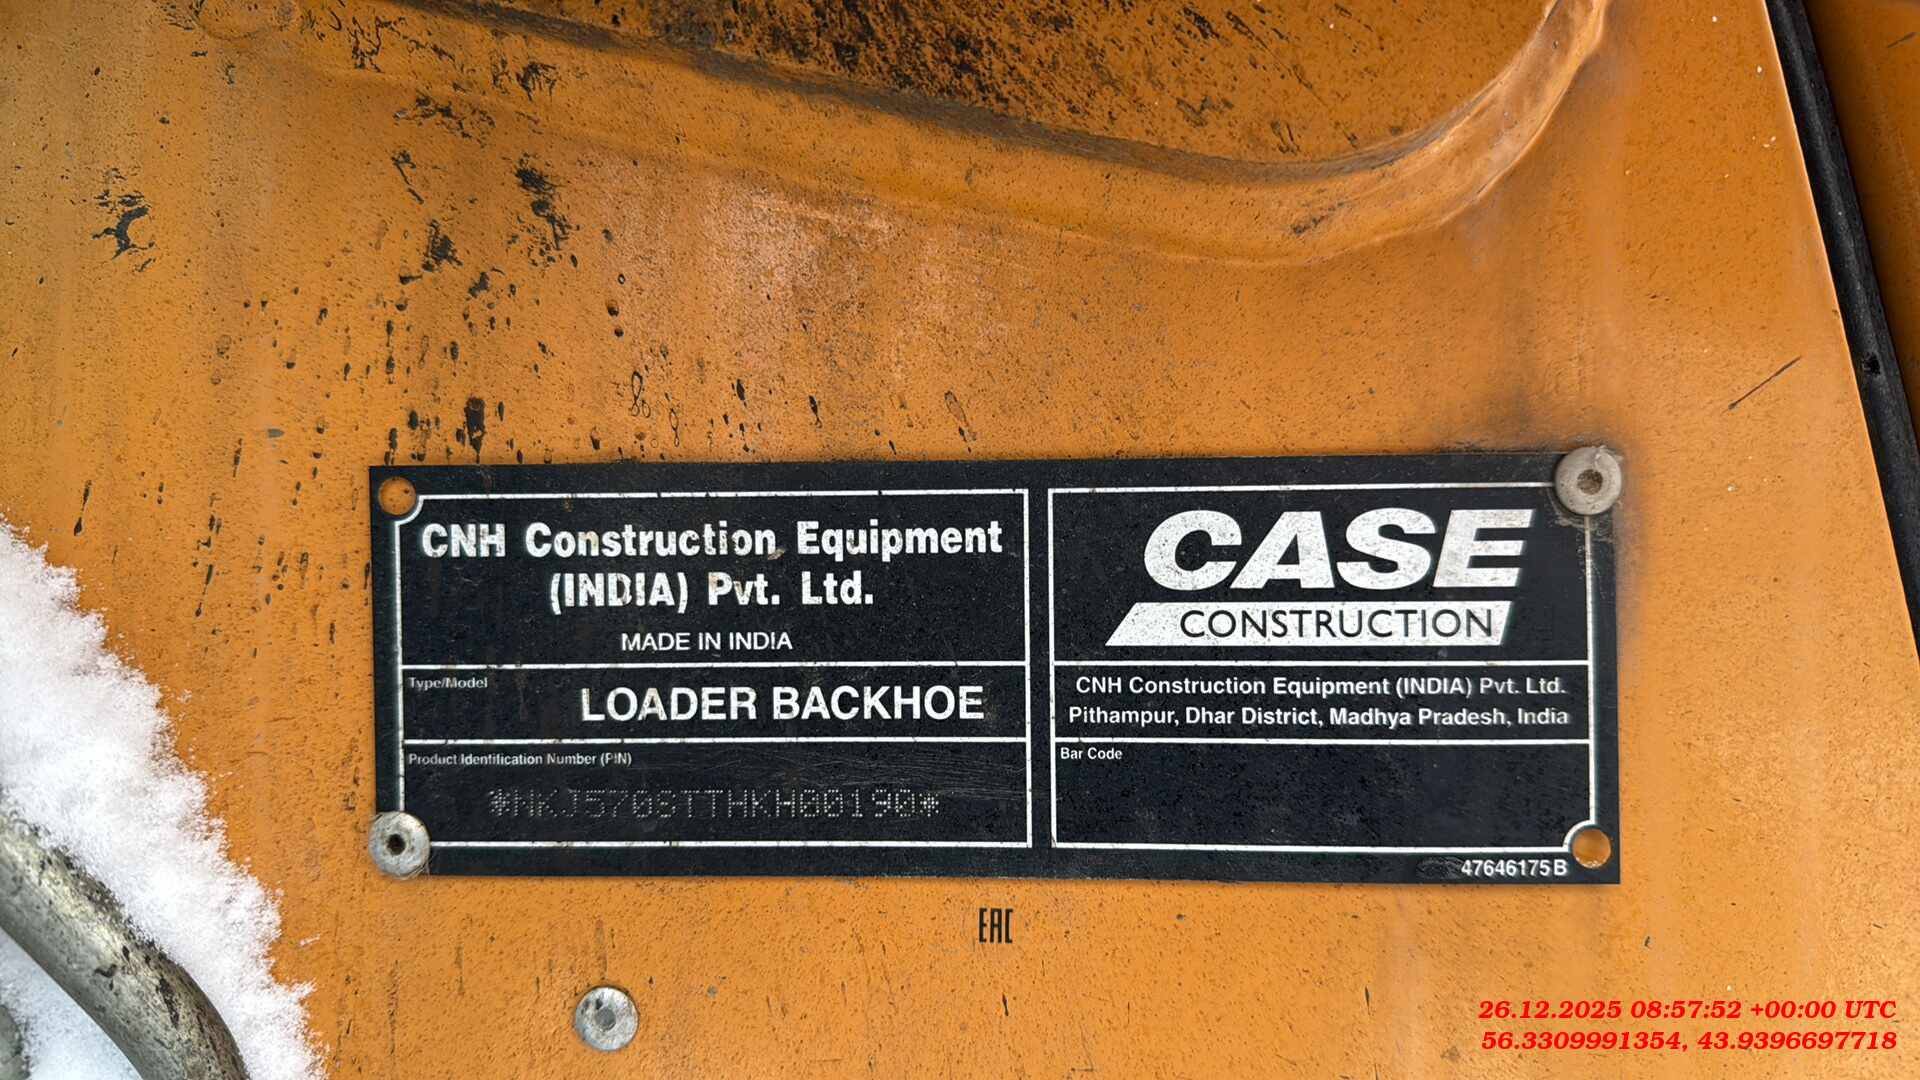 CNH Construction Equipment
(INDIA) Pvt. Ltd.
MADE IN INDIA
Type/Model
LOADER BACKHOE
Product Identification Number (PIN)
*NKJ570STTHKH00190*
CASE
CONSTRUCTION
CNH Construction Equipment (INDIA) Pvt. Ltd.
Pithampur, Dhar District, Madhya Pradesh, India
Bar Code
47646175B
EAC
26.12.2025 08:57:52 +00:00 UTC
56.3309991354, 43.9396697718